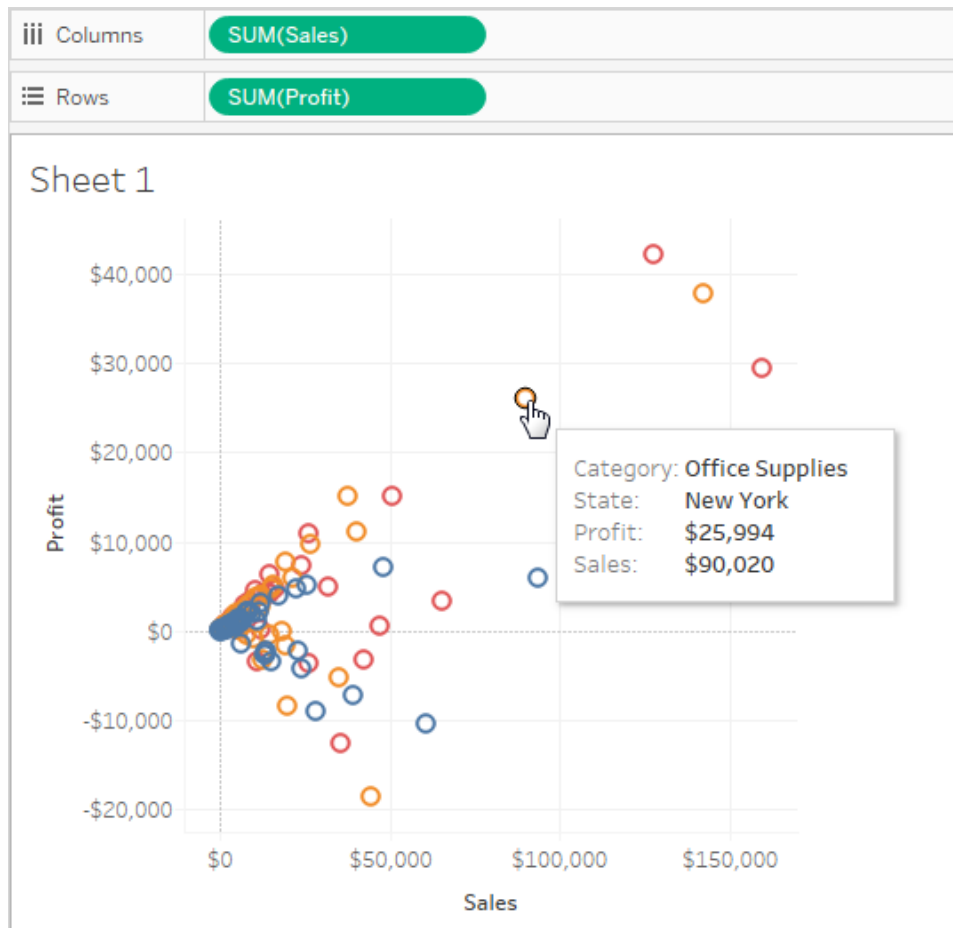 Columns SUM(Sales)
Rows SUM(Profit)
Sheet 1
$40,000
$30,000
$20,000
$10,000
$0
-$10,000
-$20,000
Profit
Category: Office Supplies
State: New York
Profit: $25,994
Sales: $90,020
$0 $50,000 $100,000 $150,000
Sales